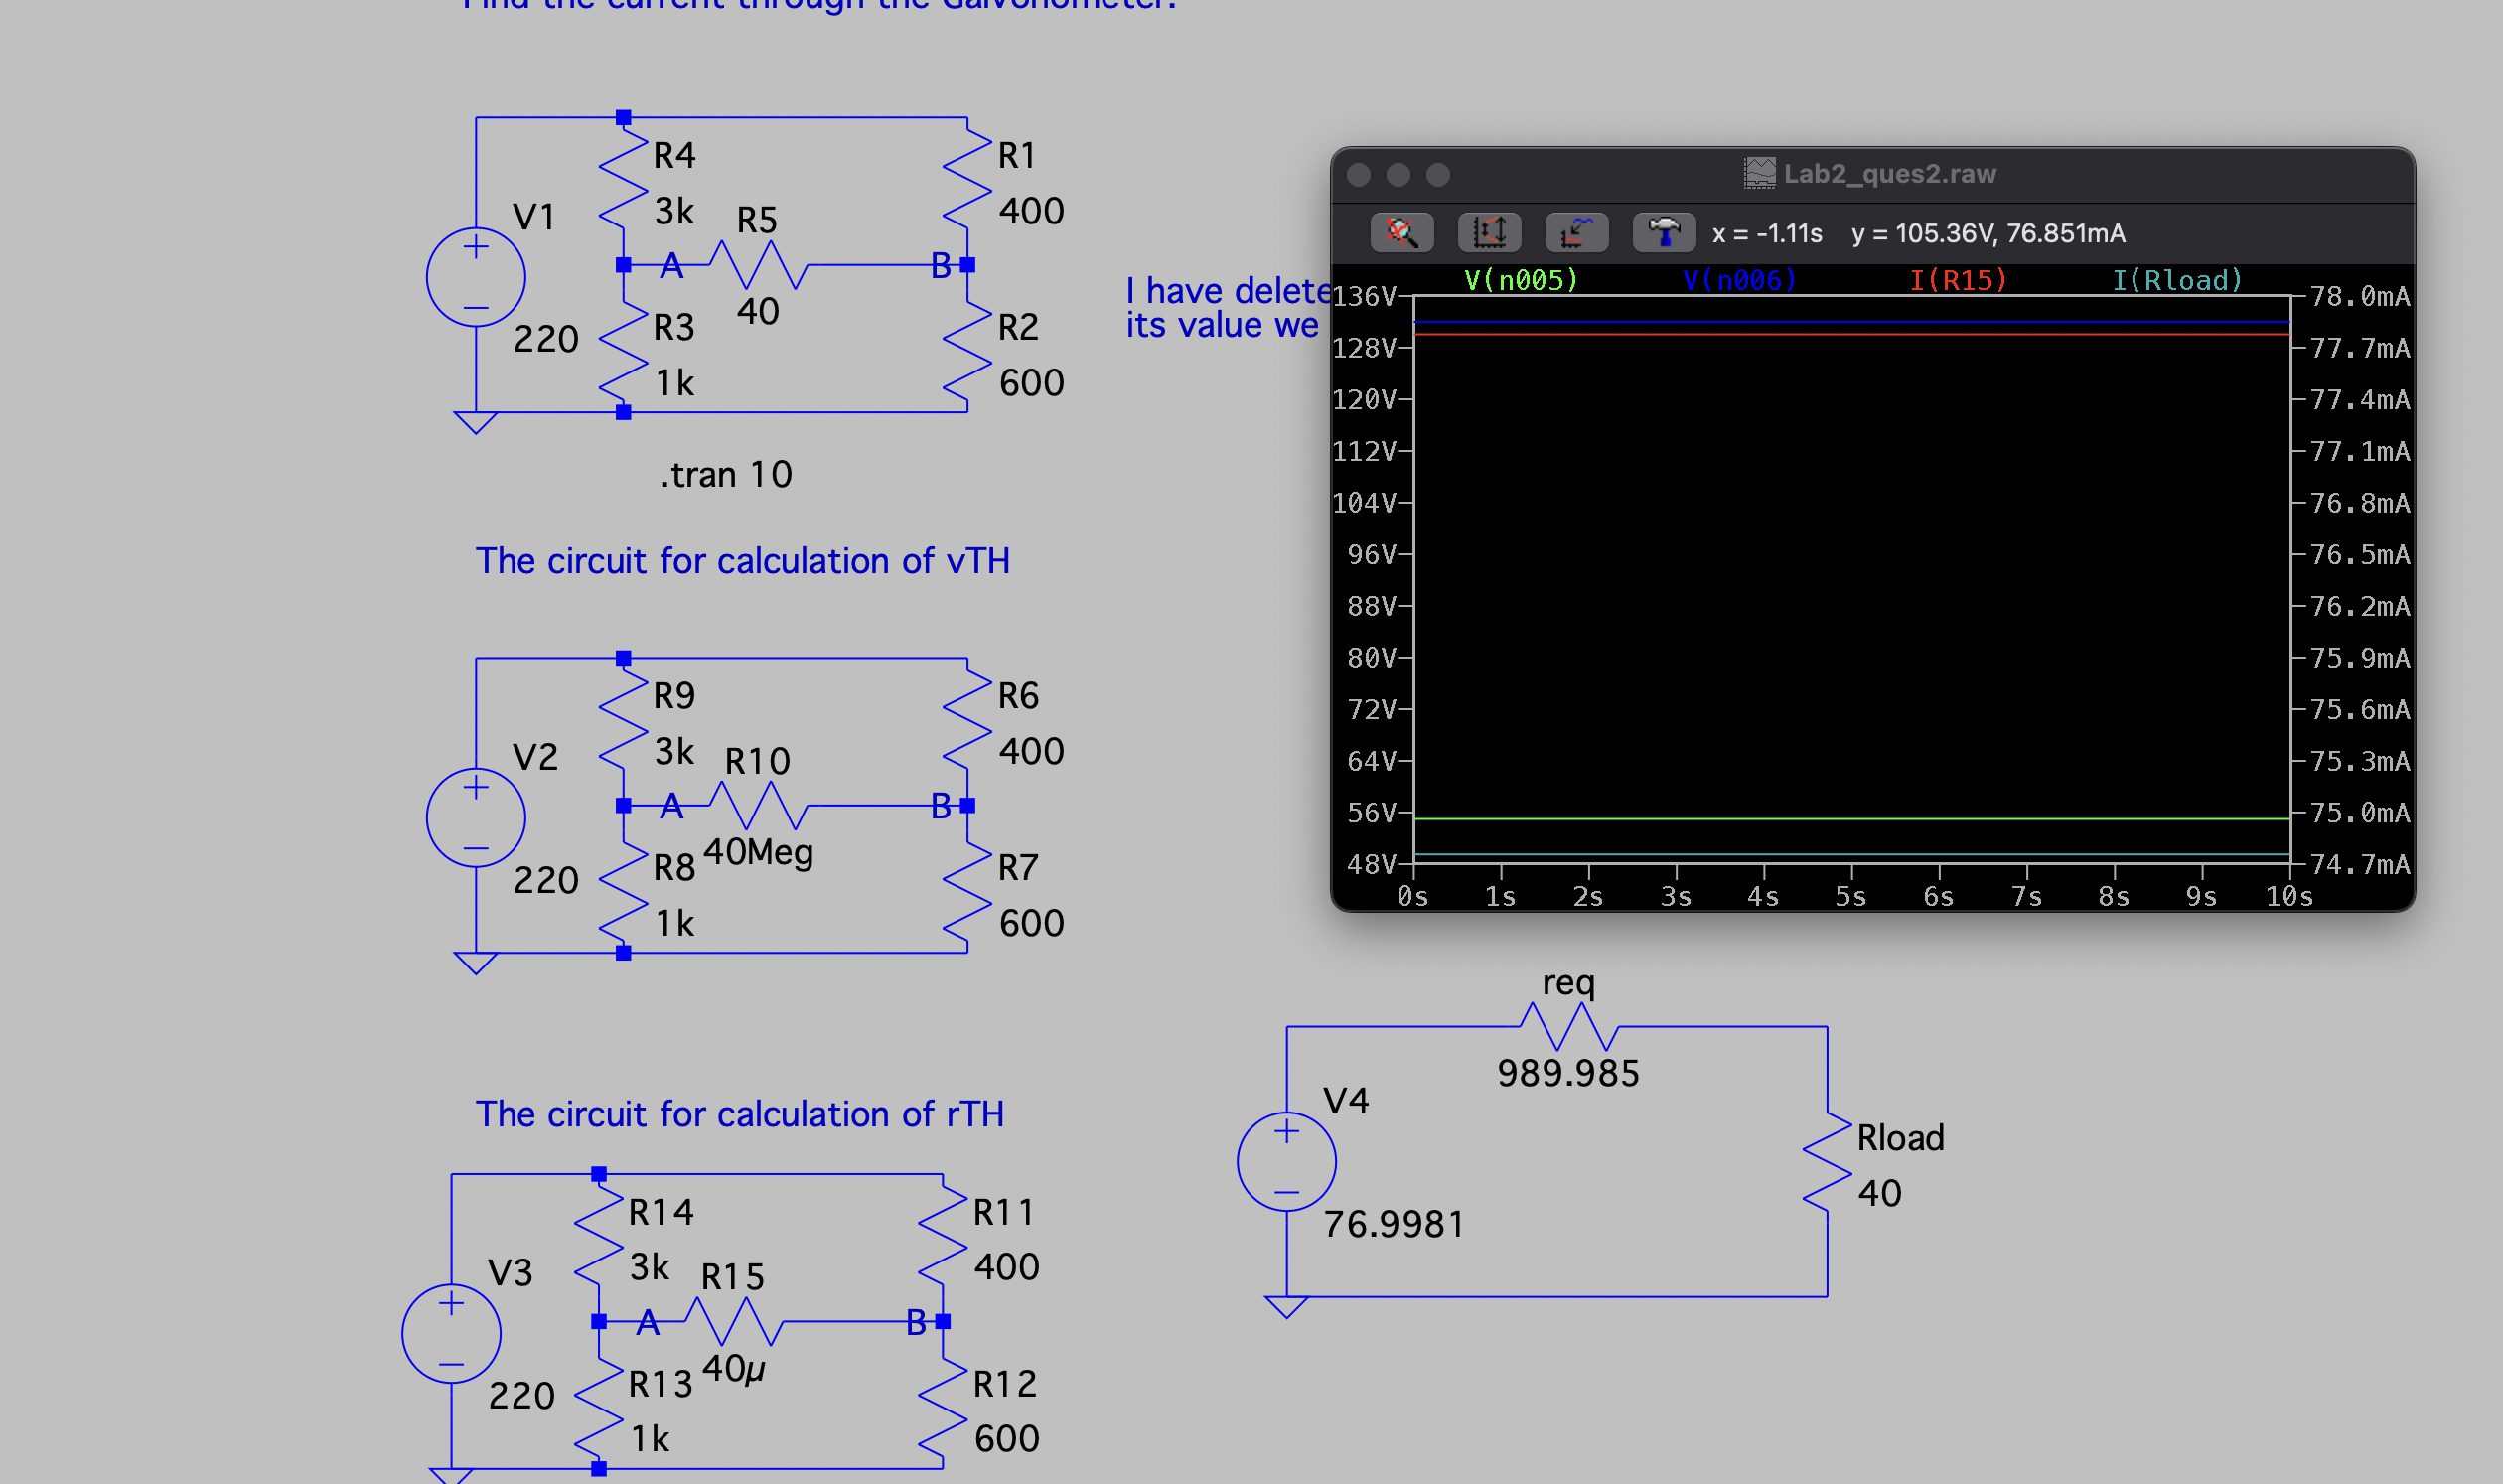 Find the current through the Galvonometer.
R4
3k
R1
400
V1
220
R5
40
A
B
R3
1k
R2
600
.tran 10
I have delete
its value we
Lab2_ques2.raw
x = -1.11s y = 105.36V, 76.851mA
V(n005) V(n006) I(R15) I(Rload)
136V 78.0mA
128V 77.7mA
120V 77.4mA
112V 77.1mA
104V 76.8mA
96V 76.5mA
88V 76.2mA
80V 75.9mA
72V 75.6mA
64V 75.3mA
56V 75.0mA
48V 74.7mA
0s 1s 2s 3s 4s 5s 6s 7s 8s 9s 10s
The circuit for calculation of vTH
R9
3k
R6
400
V2
220
R10
40Meg
A
B
R8
1k
R7
600
req
989.985
V4
76.9981
Rload
40
The circuit for calculation of rTH
R14
3k
R11
400
V3
220
R15
40µ
A
B
R13
1k
R12
600